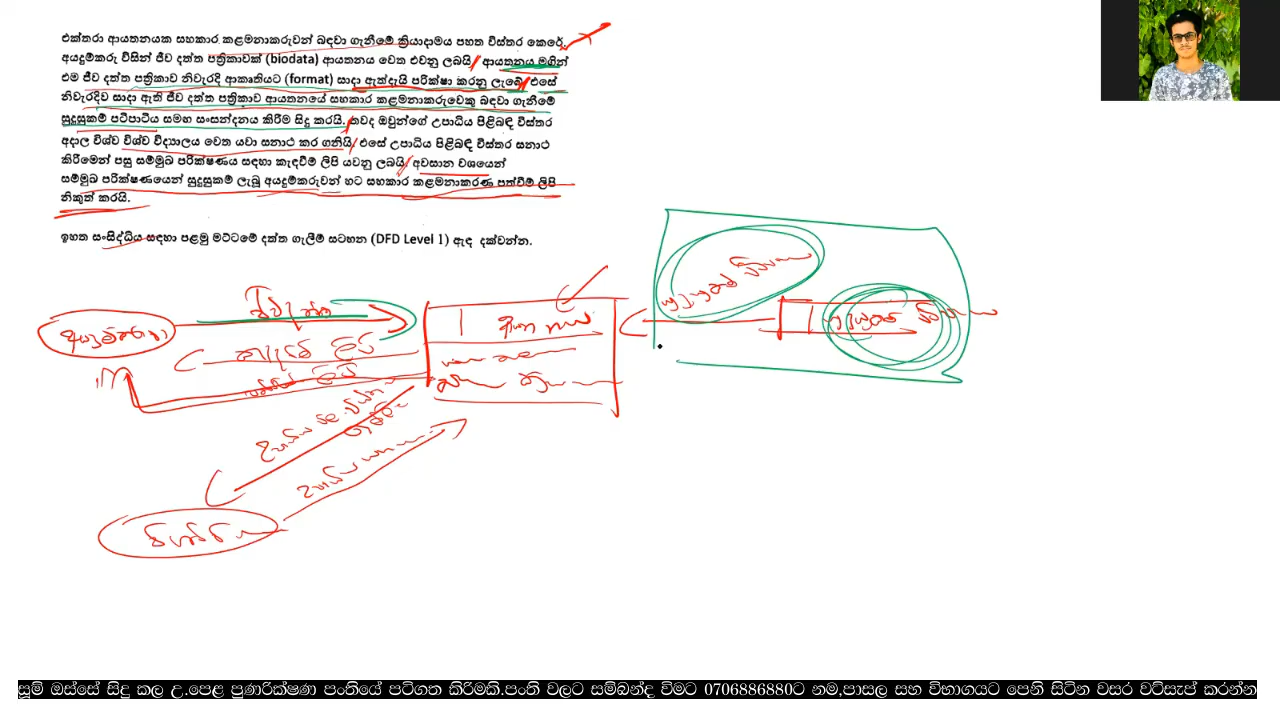 එක්තරා ආයතනයක සහකාර කළමනාකරුවන් බඳවා ගැනීමේ ක්‍රියාදාමය පහත විස්තර කෙරේ.
අයදුම්කරු විසින් ජීව දත්ත පත්‍රිකාවක් (biodata) ආයතනය වෙත එවනු ලබයි. ආයතනය මගින්
එම ජීව දත්ත පත්‍රිකාව නිවැරදි ආකෘතියට (format) සාදා ඇත්දැයි පරික්ෂා කරනු ලැබේ. එසේ
නිවැරදිව සාදා ඇති ජීව දත්ත පත්‍රිකාව ආයතනයේ සහකාර කළමනාකරුවෙකු බඳවා ගැනීමේ
සුදුසුකම් පටිපාටිය සමඟ සංසන්දනය කිරීම සිදු කරයි. තවද ඔවුන්ගේ උපාධිය පිළිබඳ විස්තර
අදාල විශ්ව විශ්ව විද්‍යාලය වෙත යවා සනාථ කර ගනියි. එසේ උපාධිය පිළිබඳ විස්තර සනාථ
කිරීමෙන් පසු සම්මුඛ පරික්ෂණය සඳහා කැඳවීම් ලිපි යවනු ලබයි. අවසාන වශයෙන්
සම්මුඛ පරික්ෂණයෙන් සුදුසුකම් ලැබූ අයදුම්කරුවන් හට සහකාර කළමනාකරණ පත්වීම් ලිපි
නිකුත් කරයි.
ඉහත සංසිද්ධිය සඳහා පළමු මට්ටමේ දත්ත ගැලීම් සටහන (DFD Level 1) ඇඳ දක්වන්න.
ජීව දත්ත
කැඳවීම් ලිපි
සූම් ඔස්සේ සිදු කල උ.පෙළ පුණරික්ෂණ පංතියේ පටිගත කිරිමකි.පංති වලට සම්බන්ද විමට 0706886880ට නම,පාසල සහ විභාගයට පෙනි සිටින වසර වට්සැප් කරන්න